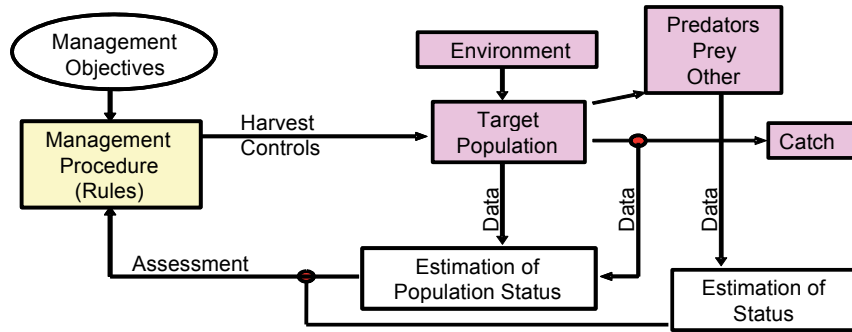 Management
Objectives
Environment
Predators
Prey
Other
Management
Procedure
(Rules)
Harvest
Controls
Target
Population
Catch
Data
Data
Data
Assessment
Estimation of
Population Status
Estimation of
Status